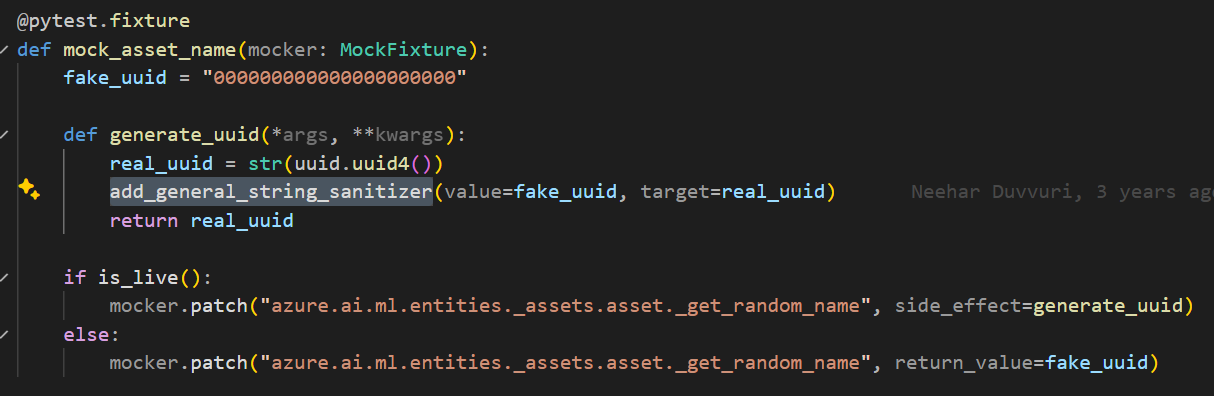 @pytest.fixture
def mock_asset_name(mocker: MockFixture):
    fake_uuid = "000000000000000000000"
    def generate_uuid(*args, **kwargs):
        real_uuid = str(uuid.uuid4())
        add_general_string_sanitizer(value=fake_uuid, target=real_uuid) Neehar Duvvuri, 3 years ago
        return real_uuid
    if is_live():
        mocker.patch("azure.ai.ml.entities._assets.asset._get_random_name", side_effect=generate_uuid)
    else:
        mocker.patch("azure.ai.ml.entities._assets.asset._get_random_name", return_value=fake_uuid)